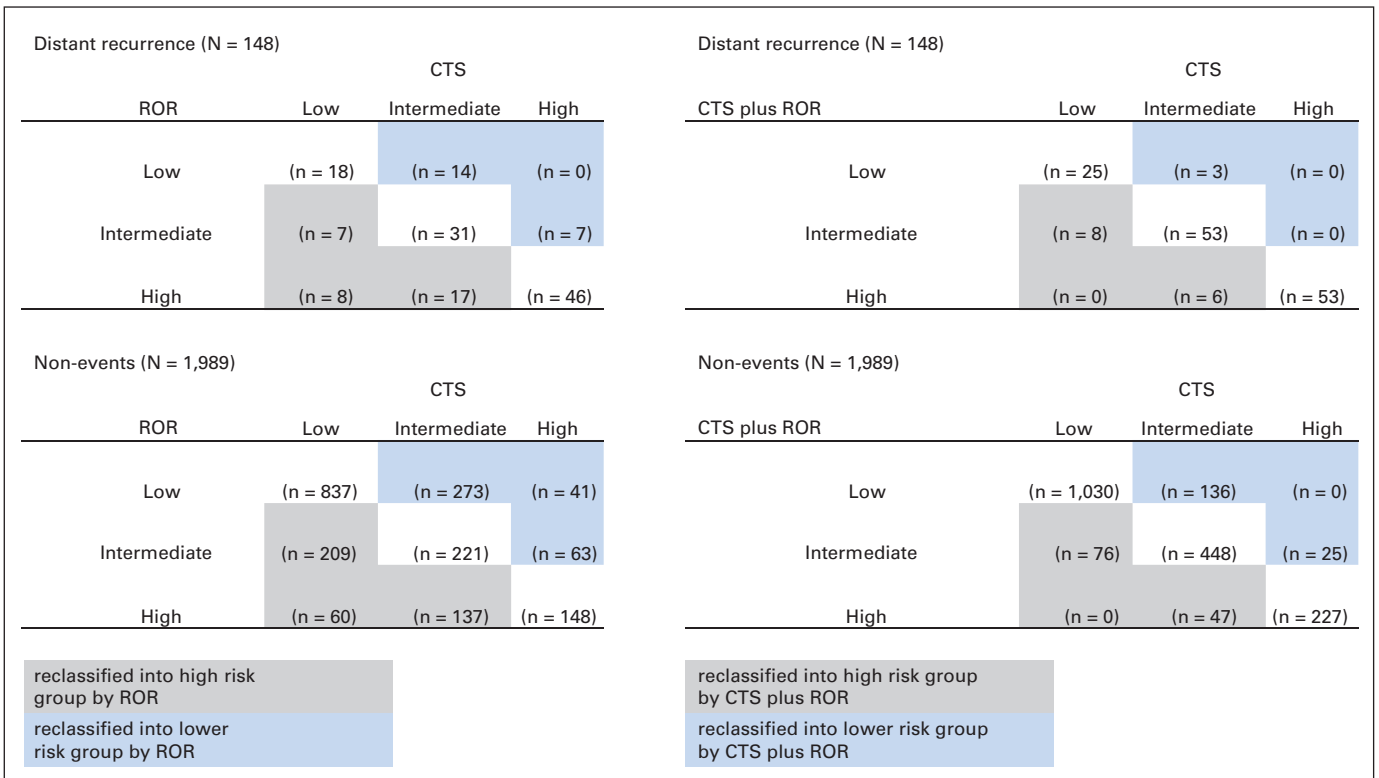 Distant recurrence (N = 148)
CTS
ROR Low Intermediate High
Low (n = 18) (n = 14) (n = 0)
Intermediate (n = 7) (n = 31) (n = 7)
High (n = 8) (n = 17) (n = 46)
Non-events (N = 1,989)
CTS
ROR Low Intermediate High
Low (n = 837) (n = 273) (n = 41)
Intermediate (n = 209) (n = 221) (n = 63)
High (n = 60) (n = 137) (n = 148)
reclassified into high risk
group by ROR
reclassified into lower
risk group by ROR
Distant recurrence (N = 148)
CTS
CTS plus ROR Low Intermediate High
Low (n = 25) (n = 3) (n = 0)
Intermediate (n = 8) (n = 53) (n = 0)
High (n = 0) (n = 6) (n = 53)
Non-events (N = 1,989)
CTS
CTS plus ROR Low Intermediate High
Low (n = 1,030) (n = 136) (n = 0)
Intermediate (n = 76) (n = 448) (n = 25)
High (n = 0) (n = 47) (n = 227)
reclassified into high risk group
by CTS plus ROR
reclassified into lower risk group
by CTS plus ROR